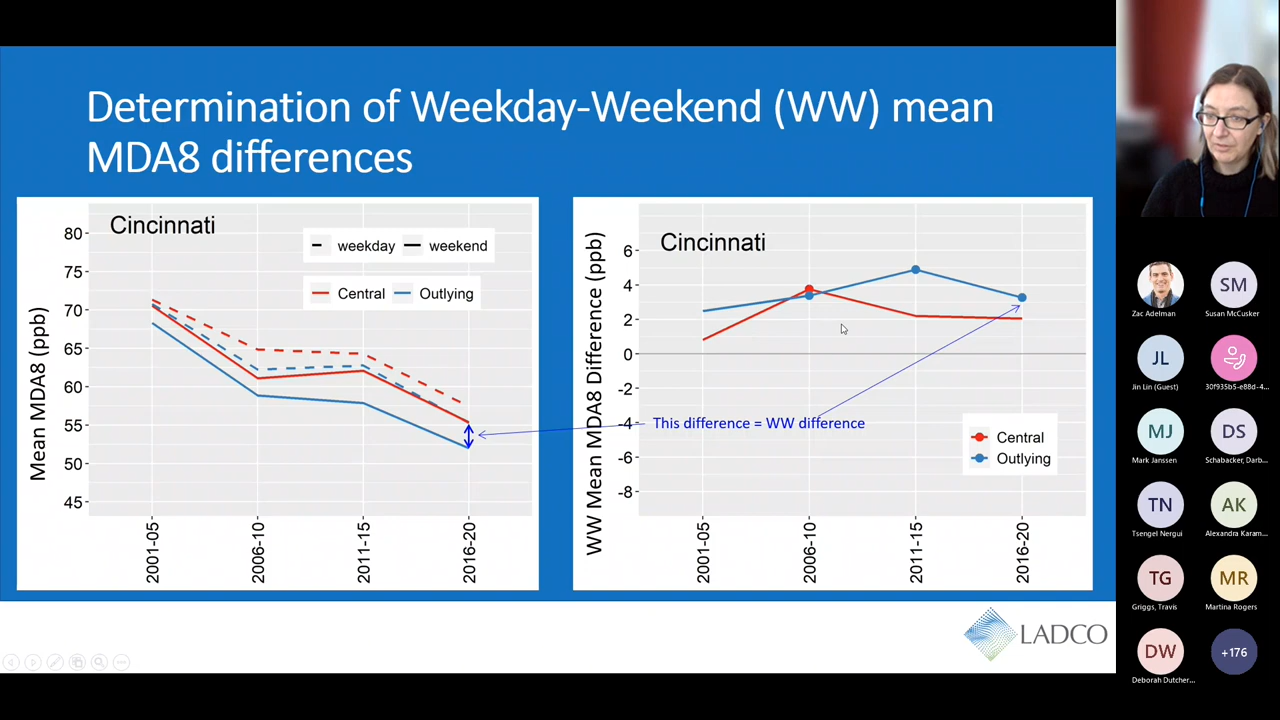 Determination of Weekday-Weekend (WW) mean
MDA8 differences
Cincinnati
weekday weekend
Central Outlying
Mean MDA8 (ppb)
80
75
70
65
60
55
50
45
2001-05
2006-10
2011-15
2016-20
Cincinnati
WW Mean MDA8 Difference (ppb)
6
4
2
0
-2
-4
-6
-8
This difference = WW difference
Central
Outlying
2001-05
2006-10
2011-15
2016-20
LADCO
Zac Adelman
SM
Susan McCusker
JL
Jin Lin (Guest)
30f935b5-e88d-4...
MJ
Mark Janssen
DS
Schabacker, Darb...
TN
Tsengel Nergui
AK
Alexandra Karam...
TG
Griggs, Travis
MR
Martina Rogers
DW
Deborah Dutcher...
+176